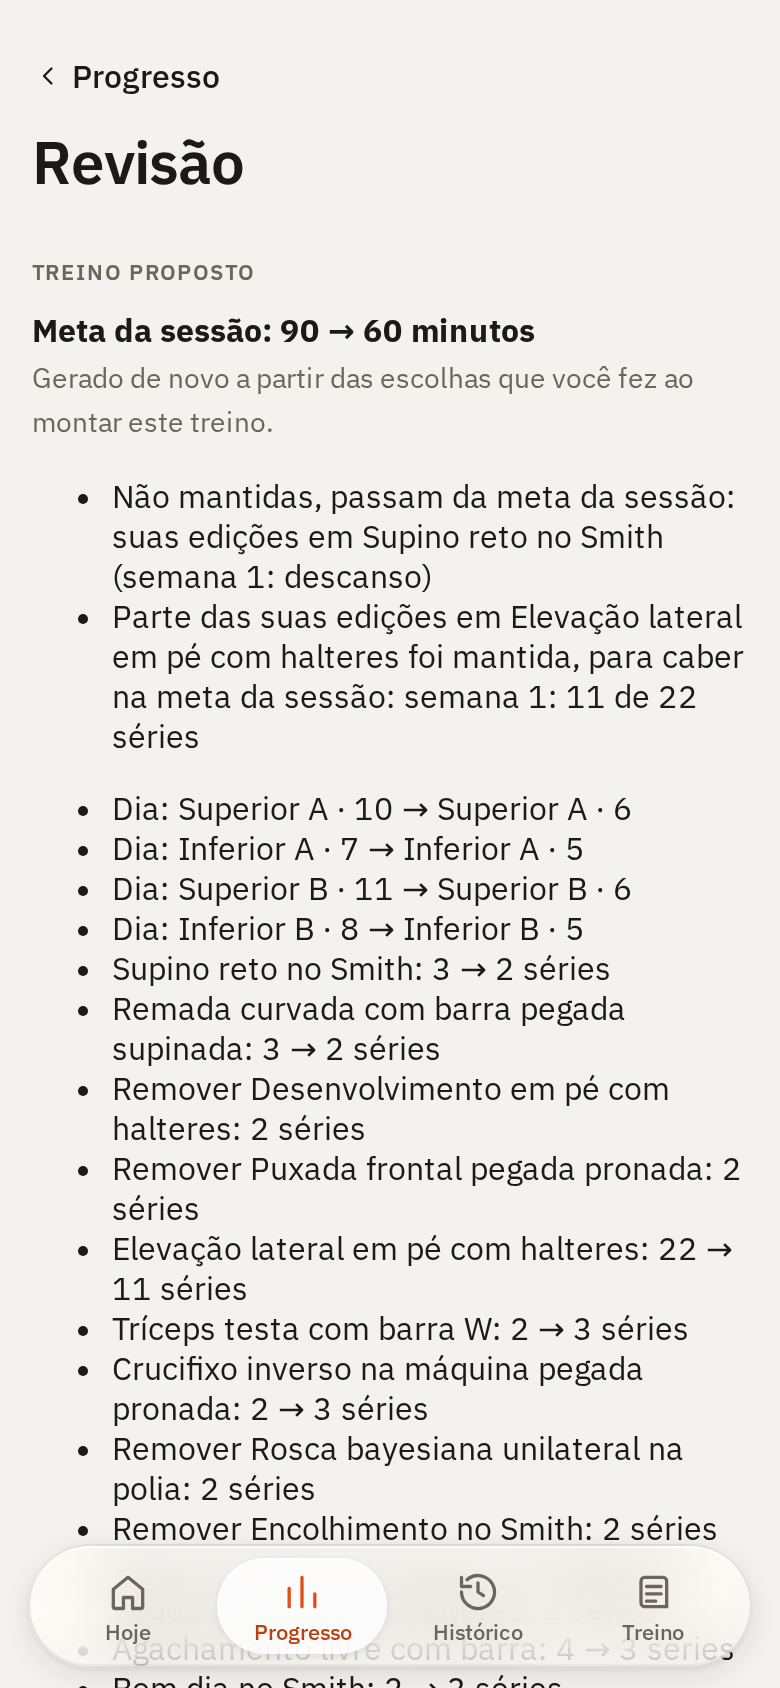 Progresso
Revisão
TREINO PROPOSTO
Meta da sessão: 90 → 60 minutos
Gerado de novo a partir das escolhas que você fez ao
montar este treino.
• Não mantidas, passam da meta da sessão:
suas edições em Supino reto no Smith
(semana 1: descanso)
• Parte das suas edições em Elevação lateral
em pé com halteres foi mantida, para caber
na meta da sessão: semana 1: 11 de 22
séries
• Dia: Superior A · 10 → Superior A · 6
• Dia: Inferior A · 7 → Inferior A · 5
• Dia: Superior B · 11 → Superior B · 6
• Dia: Inferior B · 8 → Inferior B · 5
• Supino reto no Smith: 3 → 2 séries
• Remada curvada com barra pegada
supinada: 3 → 2 séries
• Remover Desenvolvimento em pé com
halteres: 2 séries
• Remover Puxada frontal pegada pronada: 2
séries
• Elevação lateral em pé com halteres: 22 →
11 séries
• Tríceps testa com barra W: 2 → 3 séries
• Crucifixo inverso na máquina pegada
pronada: 2 → 3 séries
• Remover Rosca bayesiana unilateral na
polia: 2 séries
• Remover Encolhimento no Smith: 2 séries
Hoje
Progresso
Histórico
Treino
• Agachamento livre com barra: 4 → 3 séries